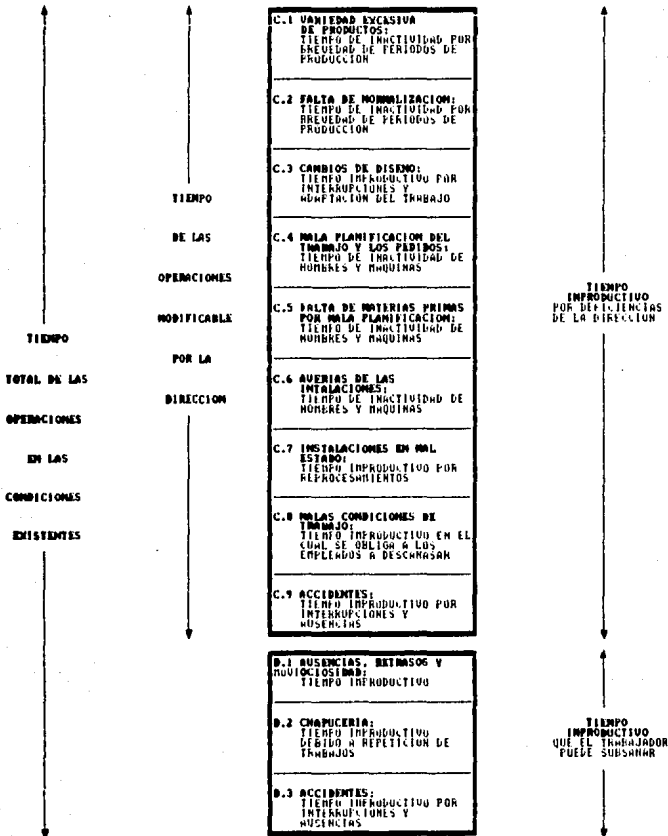 C.1 VARIEDAD EXCESIVA
DE PRODUCTOS:
TIEMPO DE INACTIVIDAD POR
BREVEDAD DE PERIODOS DE
PRODUCCION
C.2 FALTA DE NORMALIZACION:
TIEMPO DE INACTIVIDAD POR
BREVEDAD DE PERIODOS DE
PRODUCCION
C.3 CAMBIOS DE DISENO:
TIEMPO IMPRODUCTIVO POR
INTERRUPCIONES Y
ADAPTACION DEL TRABAJO
C.4 MALA PLANIFICACION DEL
TRABAJO Y LOS PEDIDOS:
TIEMPO DE INACTIVIDAD DE
HOMBRES Y MAQUINAS
C.5 FALTA DE MATERIAS PRIMAS
POR MALA PLANIFICACION:
TIEMPO DE INACTIVIDAD DE
HOMBRES Y MAQUINAS
C.6 AVERIAS DE LAS
INTALACIONES:
TIEMPO DE INACTIVIDAD DE
HOMBRES Y MAQUINAS
C.7 INSTALACIONES EN MAL
ESTADO:
TIEMPO IMPRODUCTIVO POR
REPROCESAMIENTOS
C.8 MALAS CONDICIONES DE
TRABAJO:
TIEMPO IMPRODUCTIVO EN EL
CUAL SE OBLIGA A LOS
EMPLEADOS A DESCANASAR
C.9 ACCIDENTES:
TIEMPO IMPRODUCTIVO POR
INTERRUPCIONES Y
AUSENCIAS
D.1 AUSENCIAS, RETRASOS Y
TIEMPO IMPRODUCTIVO
D.2 CHAPUCERIA:
TIEMPO IMPRODUCTIVO
DEBIDO A REPETICION DE
TRABAJOS
D.3 ACCIDENTES:
TIEMPO IMPRODUCTIVO POR
INTERRUPCIONES Y
AUSENCIAS
TIEMPO
TOTAL DE LAS
OPERACIONES
EN LAS
CONDICIONES
EXISTENTES
TIEMPO
DE LAS
OPERACIONES
MODIFICABLE
POR LA
DIRECCION
TIEMPO
IMPRODUCTIVO
POR DEFICIENCIAS
DE LA DIRECCION
TIEMPO
IMPRODUCTIVO
QUE EL TRABAJADOR
PUEDE SUBSANAR